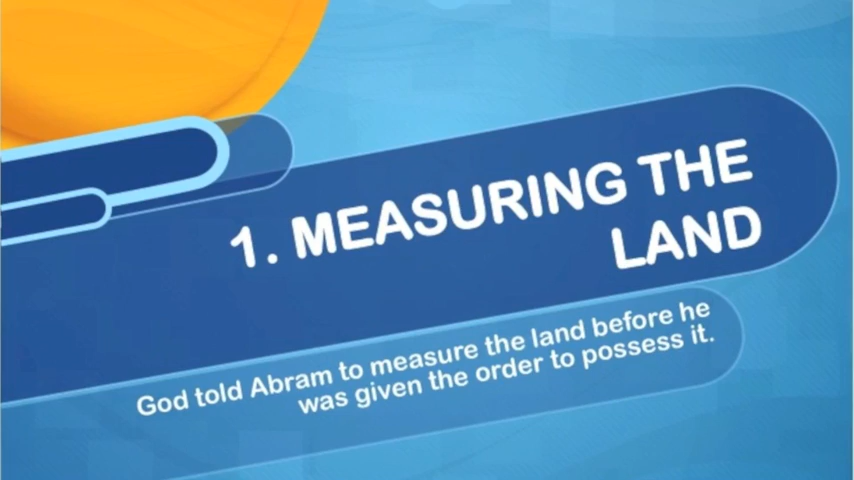 1. MEASURING THE
LAND
God told Abram to measure the land before he
was given the order to possess it.